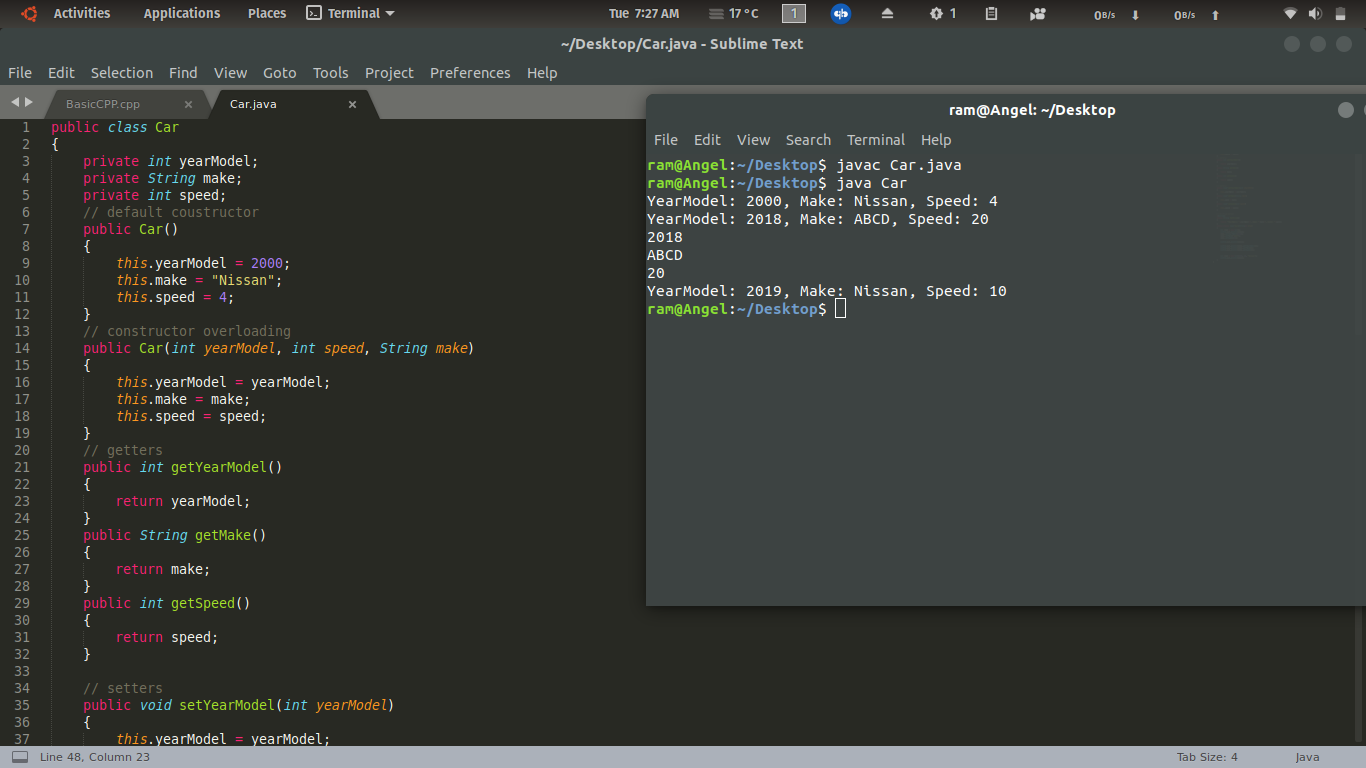 Activities Applications Places Terminal Tue 7:27 AM 17 °C 1 1 0B/s 0B/s
~/Desktop/Car.java - Sublime Text
File Edit Selection Find View Goto Tools Project Preferences Help
BasicCPP.cpp × Car.java ×
1 public class Car
2 {
3     private int yearModel;
4     private String make;
5     private int speed;
6     // default coustructor
7     public Car()
8     {
9         this.yearModel = 2000;
10         this.make = "Nissan";
11         this.speed = 4;
12     }
13     // constructor overloading
14     public Car(int yearModel, int speed, String make)
15     {
16         this.yearModel = yearModel;
17         this.make = make;
18         this.speed = speed;
19     }
20     // getters
21     public int getYearModel()
22     {
23         return yearModel;
24     }
25     public String getMake()
26     {
27         return make;
28     }
29     public int getSpeed()
30     {
31         return speed;
32     }
33
34     // setters
35     public void setYearModel(int yearModel)
36     {
37         this.yearModel = yearModel;
ram@Angel: ~/Desktop
File Edit View Search Terminal Help
ram@Angel:~/Desktop$ javac Car.java
ram@Angel:~/Desktop$ java Car
YearModel: 2000, Make: Nissan, Speed: 4
YearModel: 2018, Make: ABCD, Speed: 20
2018
ABCD
20
YearModel: 2019, Make: Nissan, Speed: 10
ram@Angel:~/Desktop$
Line 48, Column 23 Tab Size: 4 Java